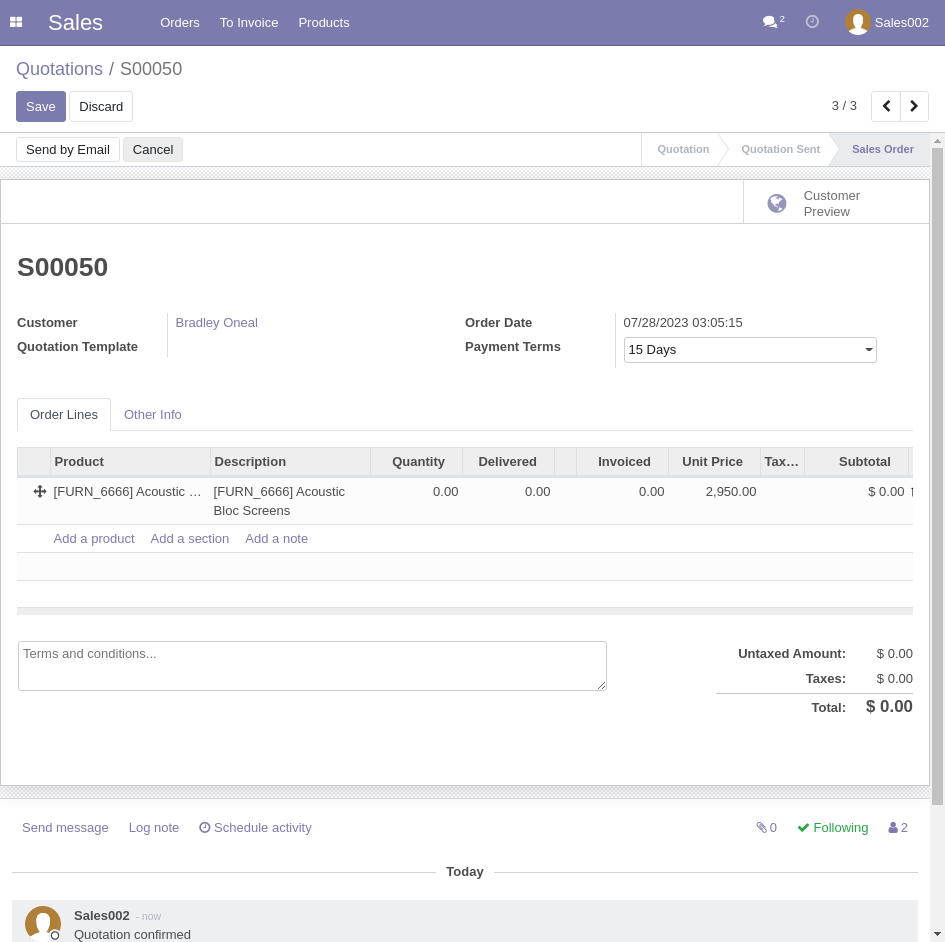 Sales Orders To Invoice Products 2 Sales002
Quotations / S00050
Save Discard 3 / 3
Send by Email Cancel Quotation Quotation Sent Sales Order
Customer
Preview
S00050
Customer Bradley Oneal Order Date 07/28/2023 03:05:15
Quotation Template Payment Terms 15 Days
Order Lines Other Info
Product Description Quantity Delivered Invoiced Unit Price Tax… Subtotal
[FURN_6666] Acoustic … [FURN_6666] Acoustic 0.00 0.00 0.00 2,950.00 $ 0.00
Bloc Screens
Add a product Add a section Add a note
Terms and conditions... Untaxed Amount: $ 0.00
Taxes: $ 0.00
Total: $ 0.00
Send message Log note Schedule activity 0 Following 2
Today
Sales002 - now
Quotation confirmed